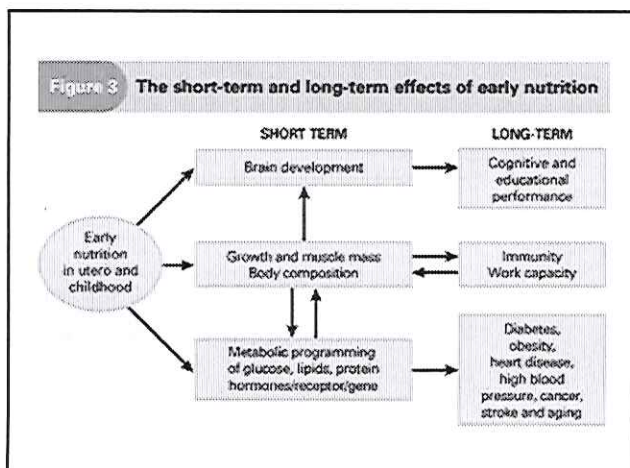 Figure 3 The short-term and long-term effects of early nutrition
SHORT TERM
LONG-TERM
Brain development
Cognitive and
educational
performance
Early
nutrition
in utero and
childhood
Growth and muscle mass
Body composition
Immunity
Work capacity
Metabolic programming
of glucose, lipids, protein
hormones/receptor/gene
Diabetes,
obesity,
heart disease,
high blood
pressure, cancer,
stroke and aging